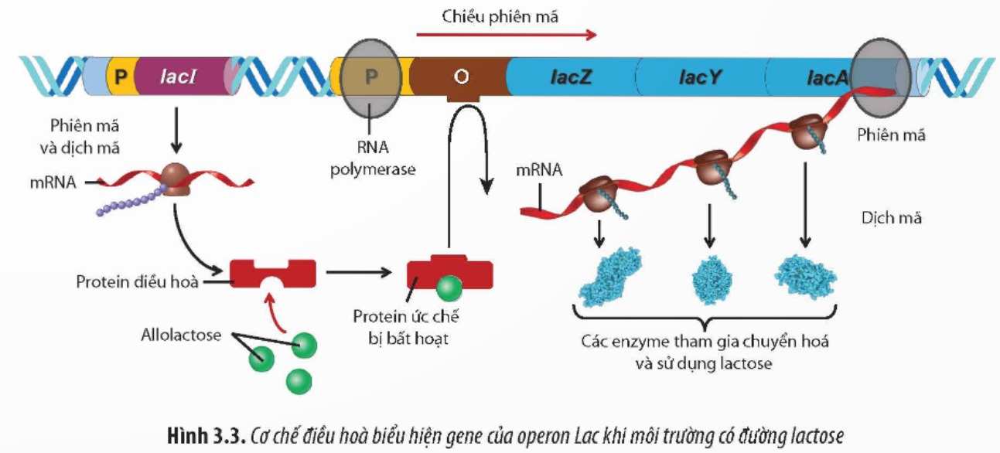 Chiều phiên mã
P
lacI
P
O
lacZ
lacY
lacA
Phiên mã
và dịch mã
RNA
polymerase
Phiên mã
mRNA
mRNA
Dịch mã
Protein điều hoà
Protein ức chế
bị bất hoạt
Allolactose
Các enzyme tham gia chuyển hoá
và sử dụng lactose
Hình 3.3. Cơ chế điều hoà biểu hiện gene của operon Lac khi môi trường có đường lactose